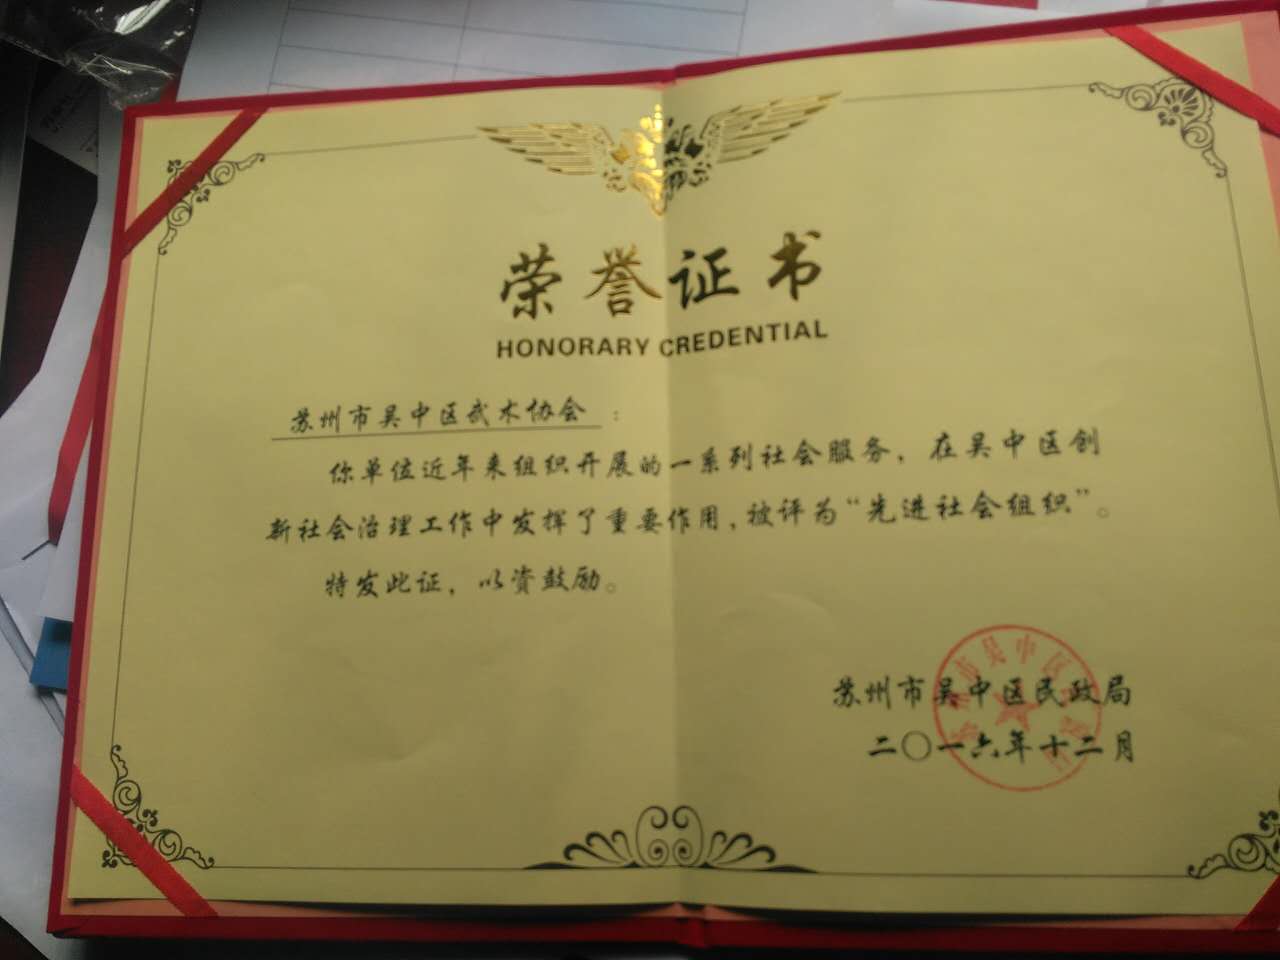 荣誉证书
HONORARY CREDENTIAL
苏州市吴中区武术协会：
你单位近年来组织开展的一系列社会服务，在吴中区创
新社会治理工作中发挥了重要作用，被评为“先进社会组织”。
特发此证，以资鼓励。
苏州市吴中区民政局
二〇一六年十二月